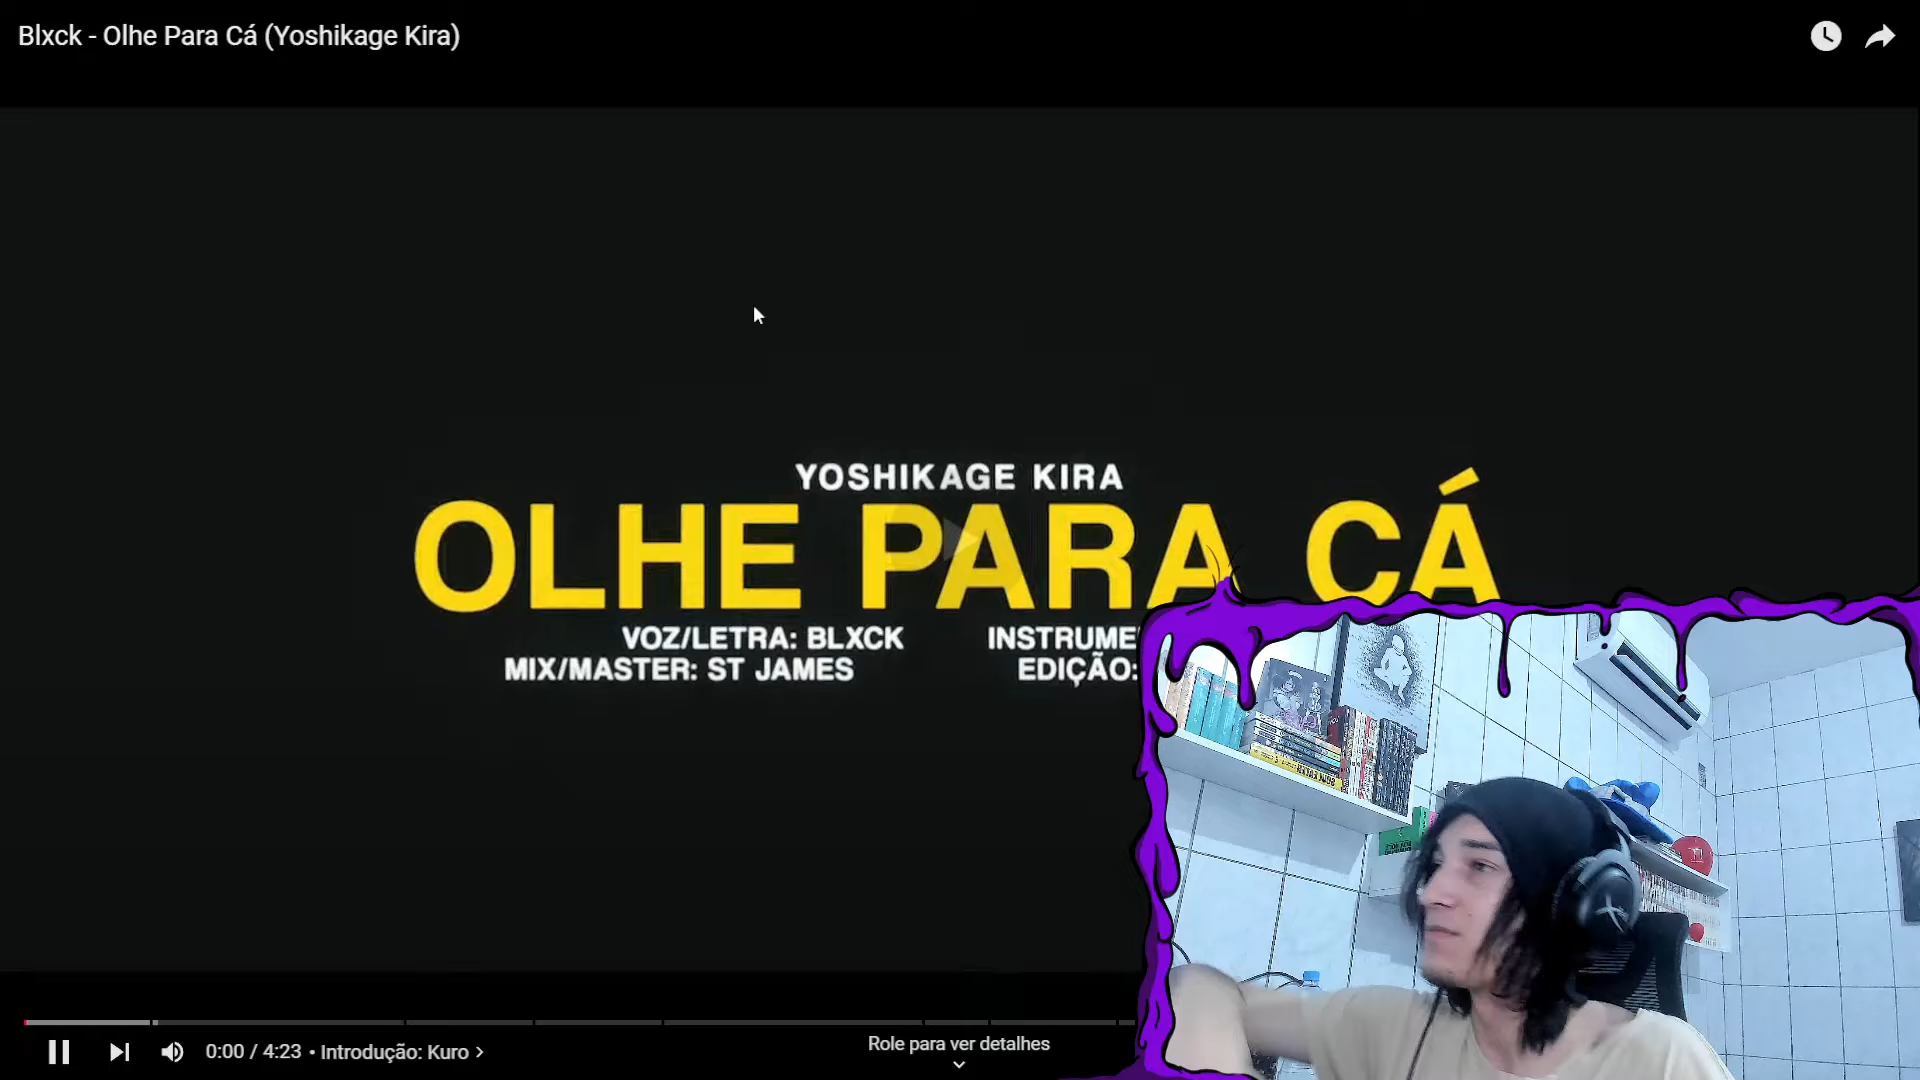 Blxck - Olhe Para Cá (Yoshikage Kira)
YOSHIKAGE KIRA
OLHE PARA CÁ
VOZ/LETRA: BLXCK INSTRUME
MIX/MASTER: ST JAMES EDIÇÃO:
0:00 / 4:23 • Introdução: Kuro
Role para ver detalhes